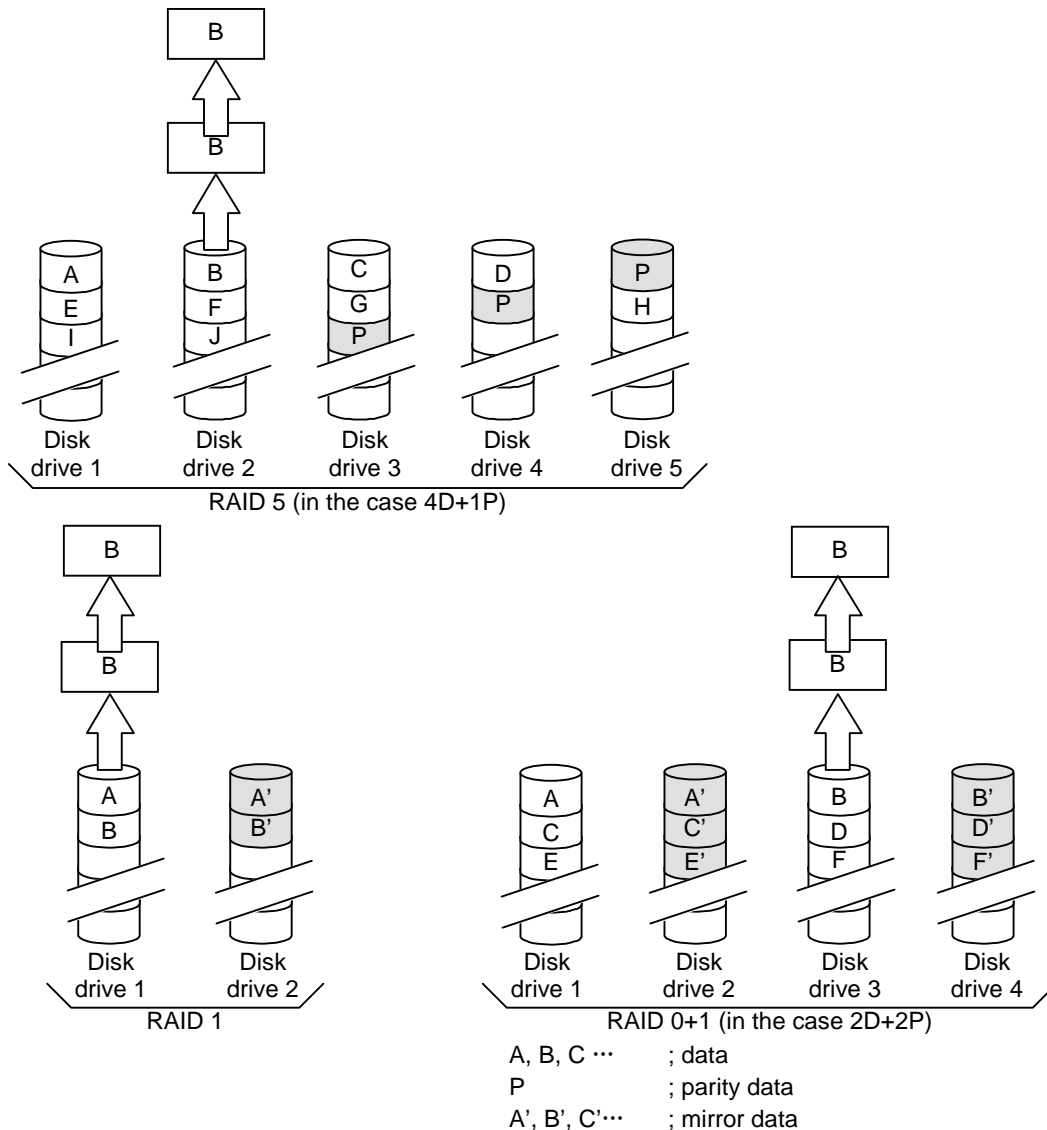 B
B
A B C D P
E F G P H
I J P
Disk drive 1
Disk drive 2
Disk drive 3
Disk drive 4
Disk drive 5
RAID 5 (in the case 4D+1P)
B
B
A A'
B B'
Disk drive 1
Disk drive 2
RAID 1
B
B
A A’ B B’
C C’ D D’
E E’ F F’
Disk drive 1
Disk drive 2
Disk drive 3
Disk drive 4
RAID 0+1 (in the case 2D+2P)
A, B, C ⋯ ; data
P ; parity data
A', B', C'⋯ ; mirror data